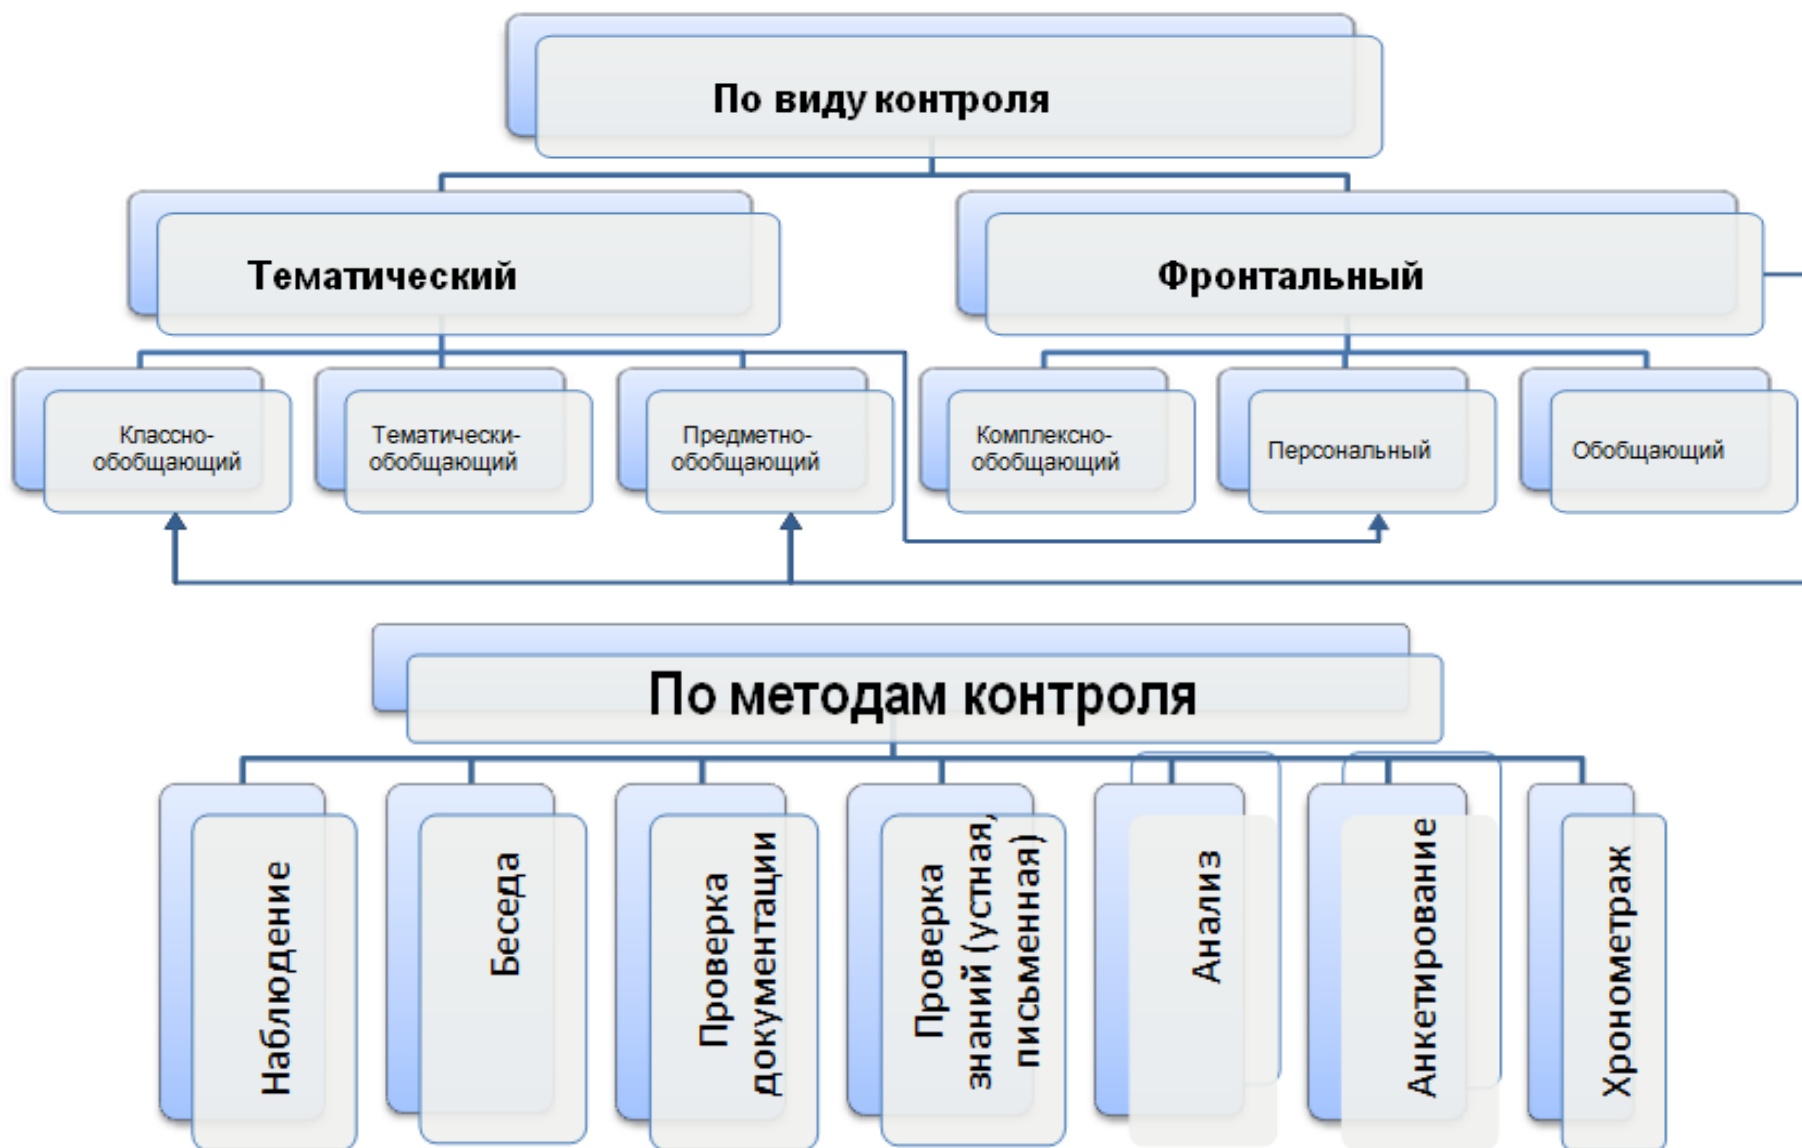 По виду контроля
Тематический
Фронтальный
Классно-
обобщающий
Тематически-
обобщающий
Предметно-
обобщающий
Комплексно-
обобщающий
Персональный
Обобщающий
По методам контроля
Наблюдение
Беседа
Проверка
документации
Проверка
знаний (устная,
письменная)
Анализ
Анкетирование
Хронометраж